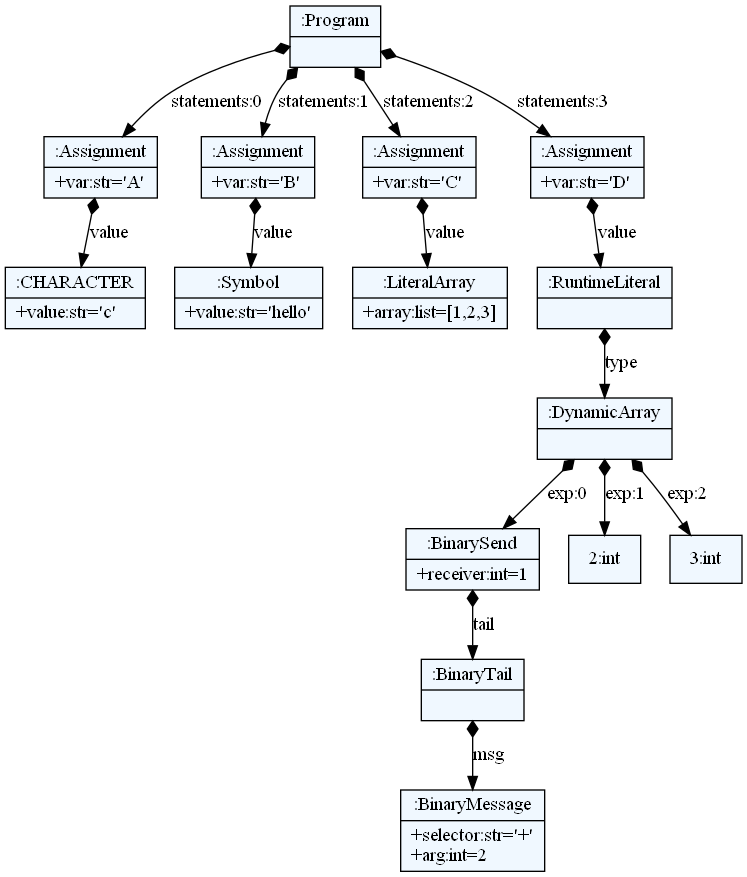 :Program
statements:0
statements:1
statements:2
statements:3
:Assignment
+var:str='A'
:Assignment
+var:str='B'
:Assignment
+var:str='C'
:Assignment
+var:str='D'
value
value
value
value
:CHARACTER
+value:str='c'
:Symbol
+value:str='hello'
:LiteralArray
+array:list=[1,2,3]
:RuntimeLiteral
type
:DynamicArray
exp:0
exp:1
exp:2
:BinarySend
+receiver:int=1
2:int
3:int
tail
:BinaryTail
msg
:BinaryMessage
+selector:str='+'
+arg:int=2